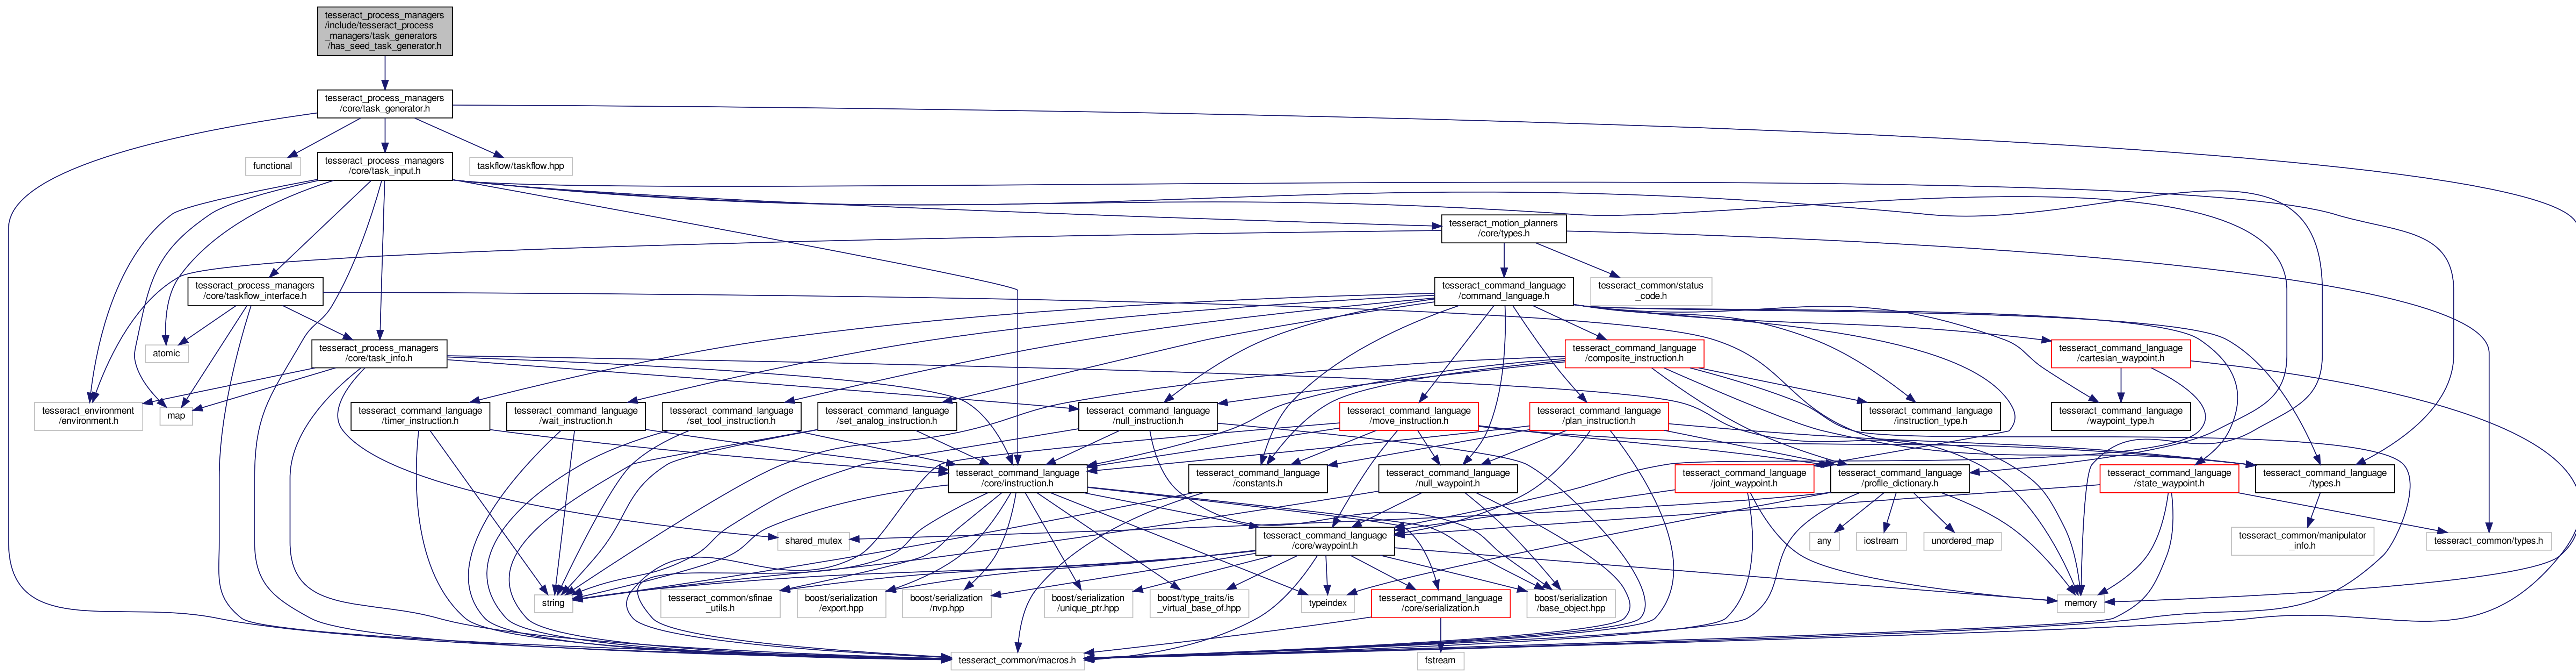 tesseract_process_managers
/include/tesseract_process
_managers/task_generators
/has_seed_task_generator.h
tesseract_process_managers
/core/task_generator.h
functional
tesseract_process_managers
/core/task_input.h
taskflow/taskflow.hpp
tesseract_motion_planners
/core/types.h
tesseract_process_managers
/core/taskflow_interface.h
tesseract_command_language
/command_language.h
tesseract_common/status
_code.h
atomic
tesseract_process_managers
/core/task_info.h
tesseract_command_language
/composite_instruction.h
tesseract_command_language
/cartesian_waypoint.h
tesseract_environment
/environment.h
map
tesseract_command_language
/timer_instruction.h
tesseract_command_language
/wait_instruction.h
tesseract_command_language
/set_tool_instruction.h
tesseract_command_language
/set_analog_instruction.h
tesseract_command_language
/null_instruction.h
tesseract_command_language
/move_instruction.h
tesseract_command_language
/plan_instruction.h
tesseract_command_language
/instruction_type.h
tesseract_command_language
/waypoint_type.h
tesseract_command_language
/core/instruction.h
tesseract_command_language
/constants.h
tesseract_command_language
/null_waypoint.h
tesseract_command_language
/joint_waypoint.h
tesseract_command_language
/profile_dictionary.h
tesseract_command_language
/state_waypoint.h
tesseract_command_language
/types.h
shared_mutex
tesseract_command_language
/core/waypoint.h
any
iostream
unordered_map
tesseract_common/manipulator
_info.h
tesseract_common/types.h
string
tesseract_common/sfinae
_utils.h
boost/serialization
/export.hpp
boost/serialization
/nvp.hpp
boost/serialization
/unique_ptr.hpp
boost/type_traits/is
_virtual_base_of.hpp
typeindex
tesseract_command_language
/core/serialization.h
boost/serialization
/base_object.hpp
memory
tesseract_common/macros.h
fstream